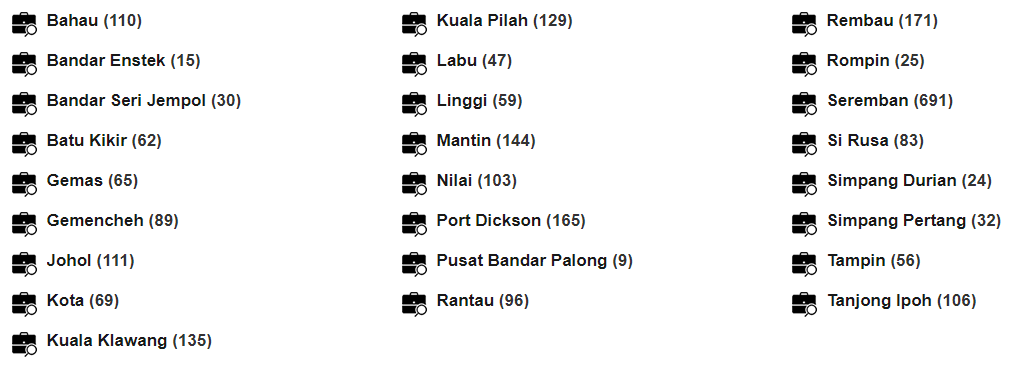 Bahau (110)
Bandar Enstek (15)
Bandar Seri Jempol (30)
Batu Kikir (62)
Gemas (65)
Gemencheh (89)
Johol (111)
Kota (69)
Kuala Klawang (135)
Kuala Pilah (129)
Labu (47)
Linggi (59)
Mantin (144)
Nilai (103)
Port Dickson (165)
Pusat Bandar Palong (9)
Rantau (96)
Rembau (171)
Rompin (25)
Seremban (691)
Si Rusa (83)
Simpang Durian (24)
Simpang Pertang (32)
Tampin (56)
Tanjong Ipoh (106)